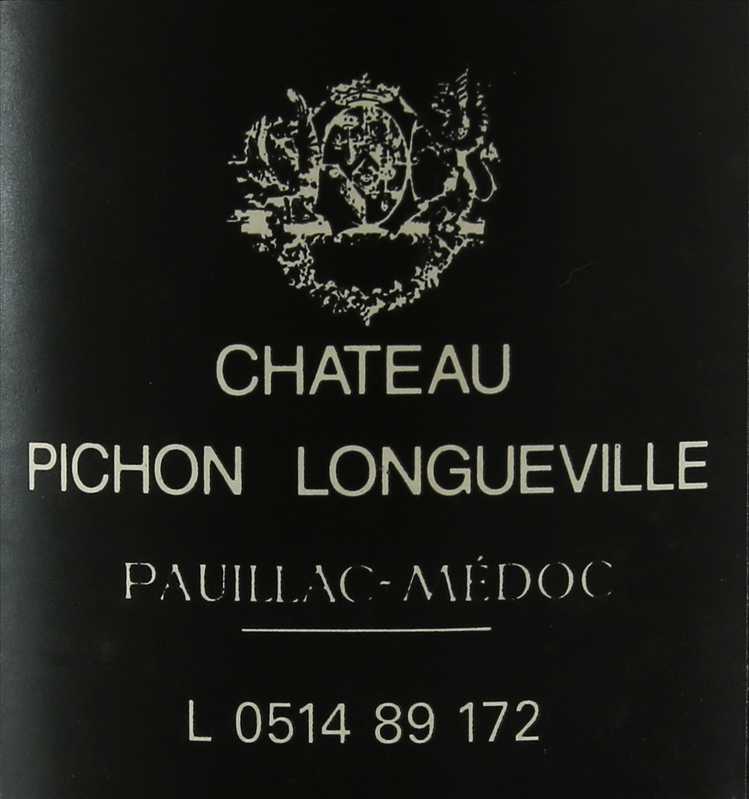 CHATEAU
PICHON LONGUEVILLE
PAUILLAC-MÉDOC
L 0514 89 172